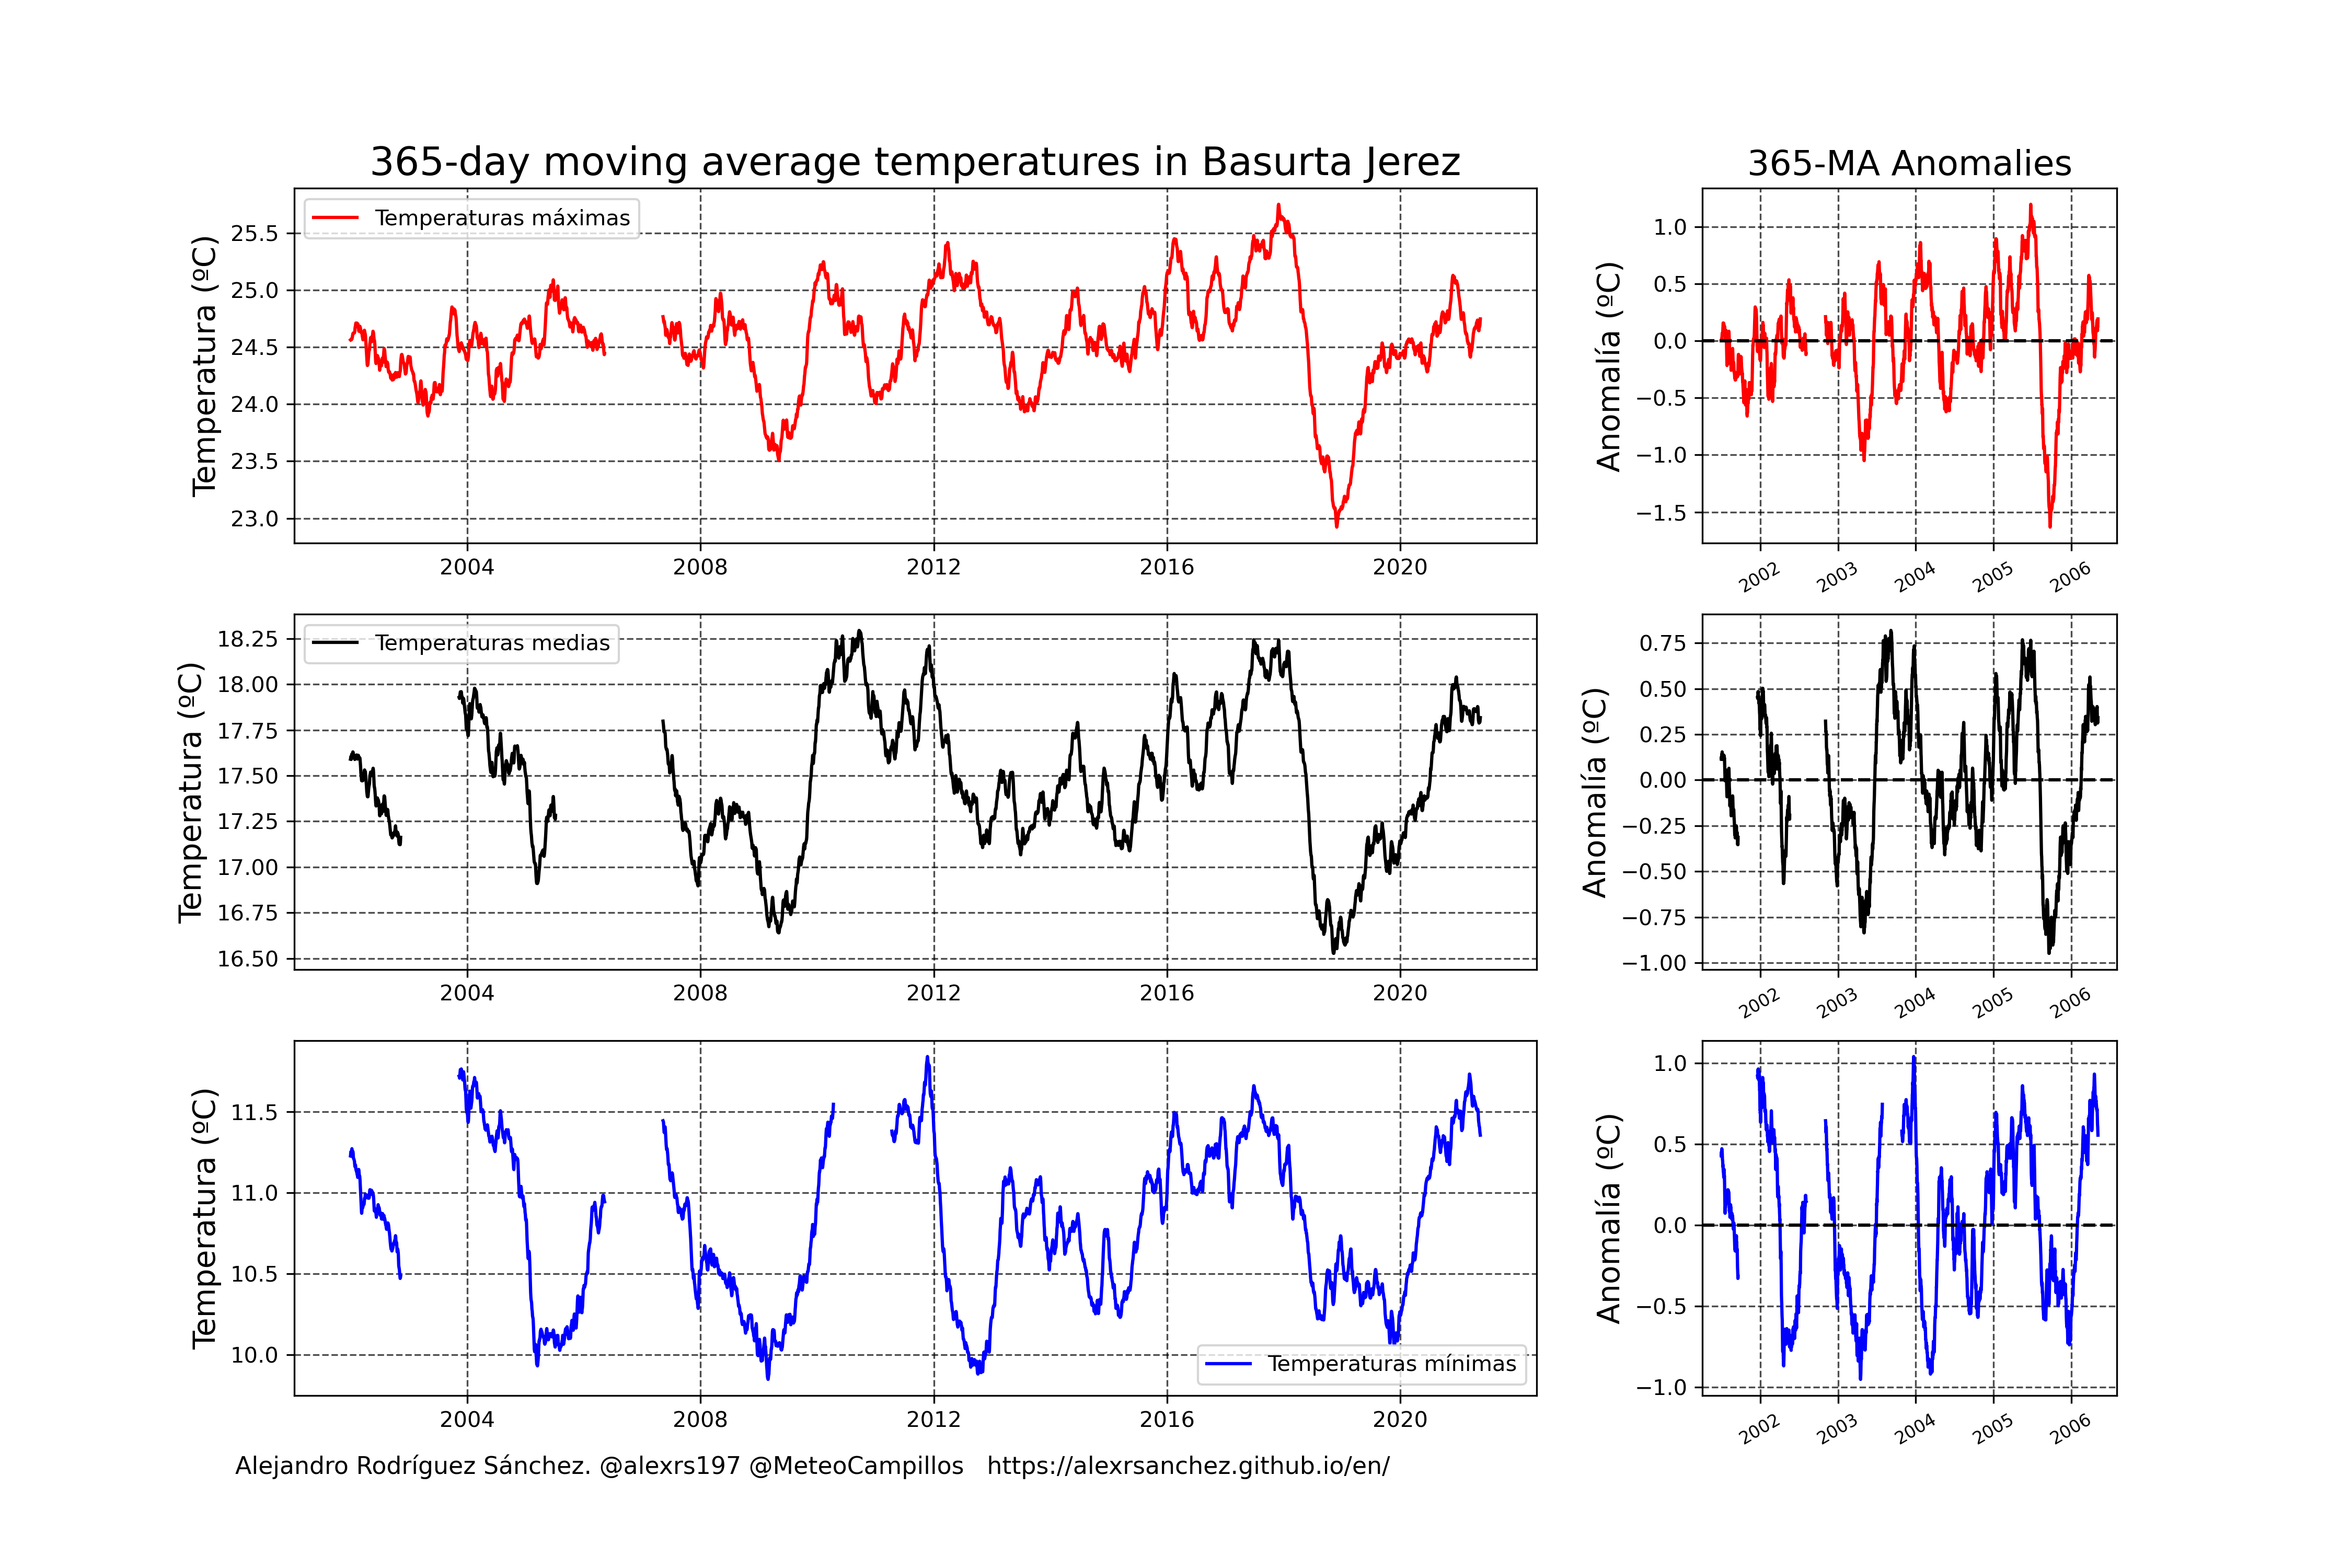 365-day moving average temperatures in Basurta Jerez
365-MA Anomalies
Temperatura (ºC)
25.5
25.0
24.5
24.0
23.5
23.0
Temperaturas máximas
2004 2008 2012 2016 2020
Anomalía (ºC)
1.0
0.5
0.0
−0.5
−1.0
−1.5
2002 2003 2004 2005 2006
Temperatura (ºC)
18.25
18.00
17.75
17.50
17.25
17.00
16.75
16.50
Temperaturas medias
2004 2008 2012 2016 2020
Anomalía (ºC)
0.75
0.50
0.25
0.00
−0.25
−0.50
−0.75
−1.00
2002 2003 2004 2005 2006
Temperatura (ºC)
11.5
11.0
10.5
10.0
Temperaturas mínimas
2004 2008 2012 2016 2020
Anomalía (ºC)
1.0
0.5
0.0
−0.5
−1.0
2002 2003 2004 2005 2006
Alejandro Rodríguez Sánchez. @alexrs197 @MeteoCampillos https://alexrsanchez.github.io/en/